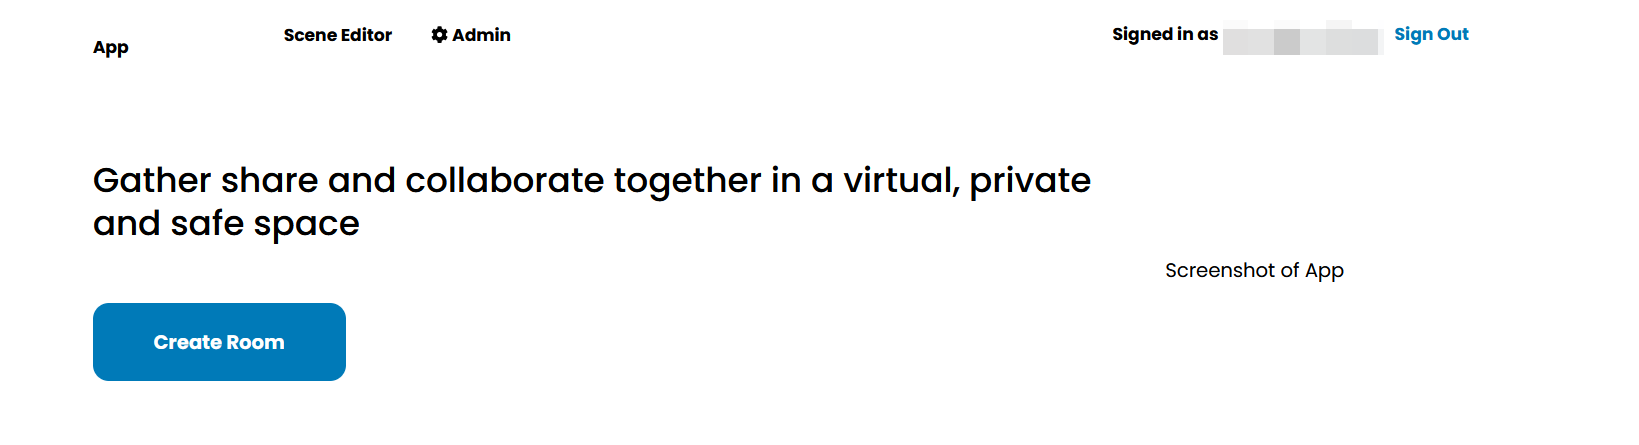 App
Scene Editor
Admin
Signed in as
Sign Out
Gather share and collaborate together in a virtual, private
and safe space
Screenshot of App
Create Room